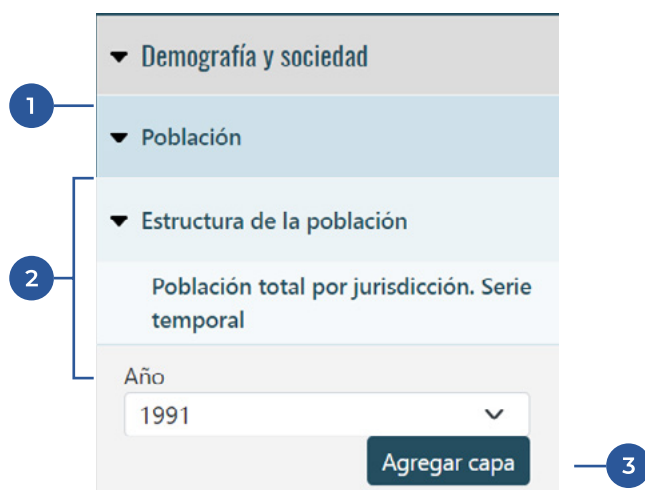 Demografía y sociedad
1
Población
Estructura de la población
2
Población total por jurisdicción. Serie
temporal
Año
1991
Agregar capa
3